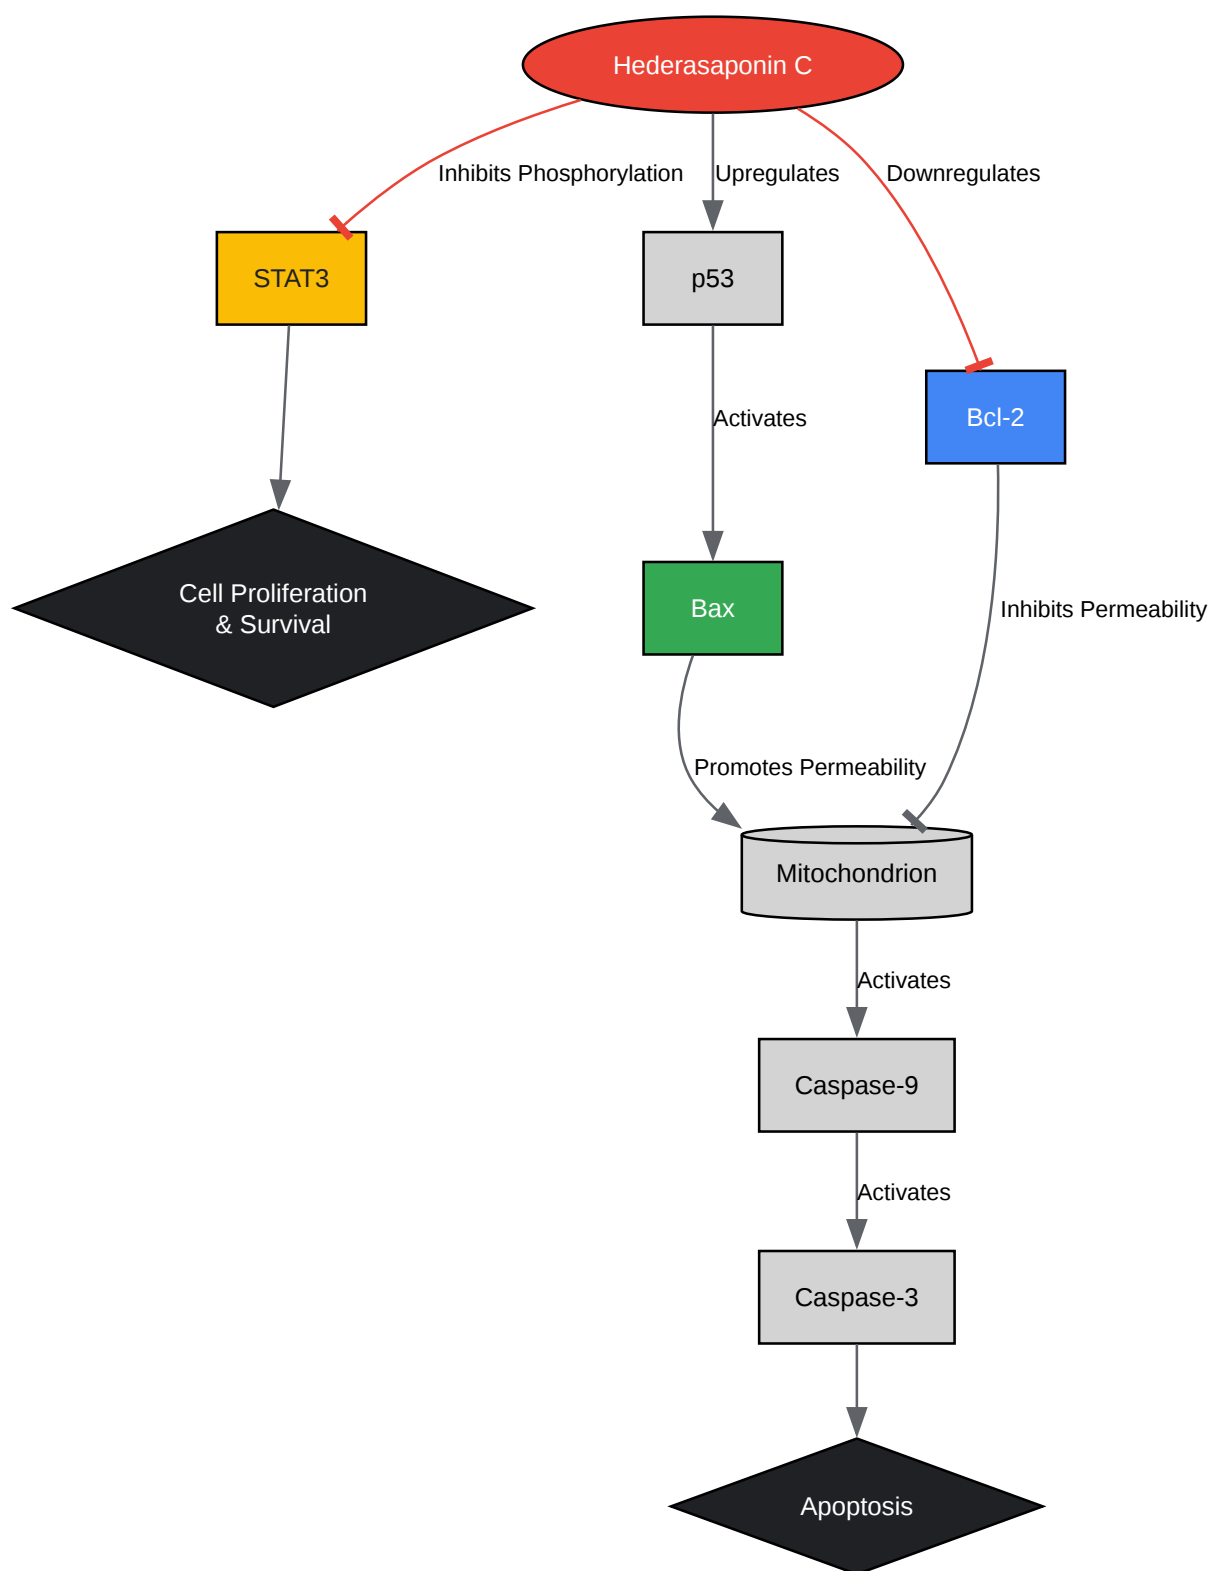 Hederasaponin C
Inhibits Phosphorylation
Upregulates
Downregulates
STAT3
p53
Activates
Bcl-2
Cell Proliferation
& Survival
Bax
Inhibits Permeability
Promotes Permeability
Mitochondrion
Activates
Caspase-9
Activates
Caspase-3
Apoptosis